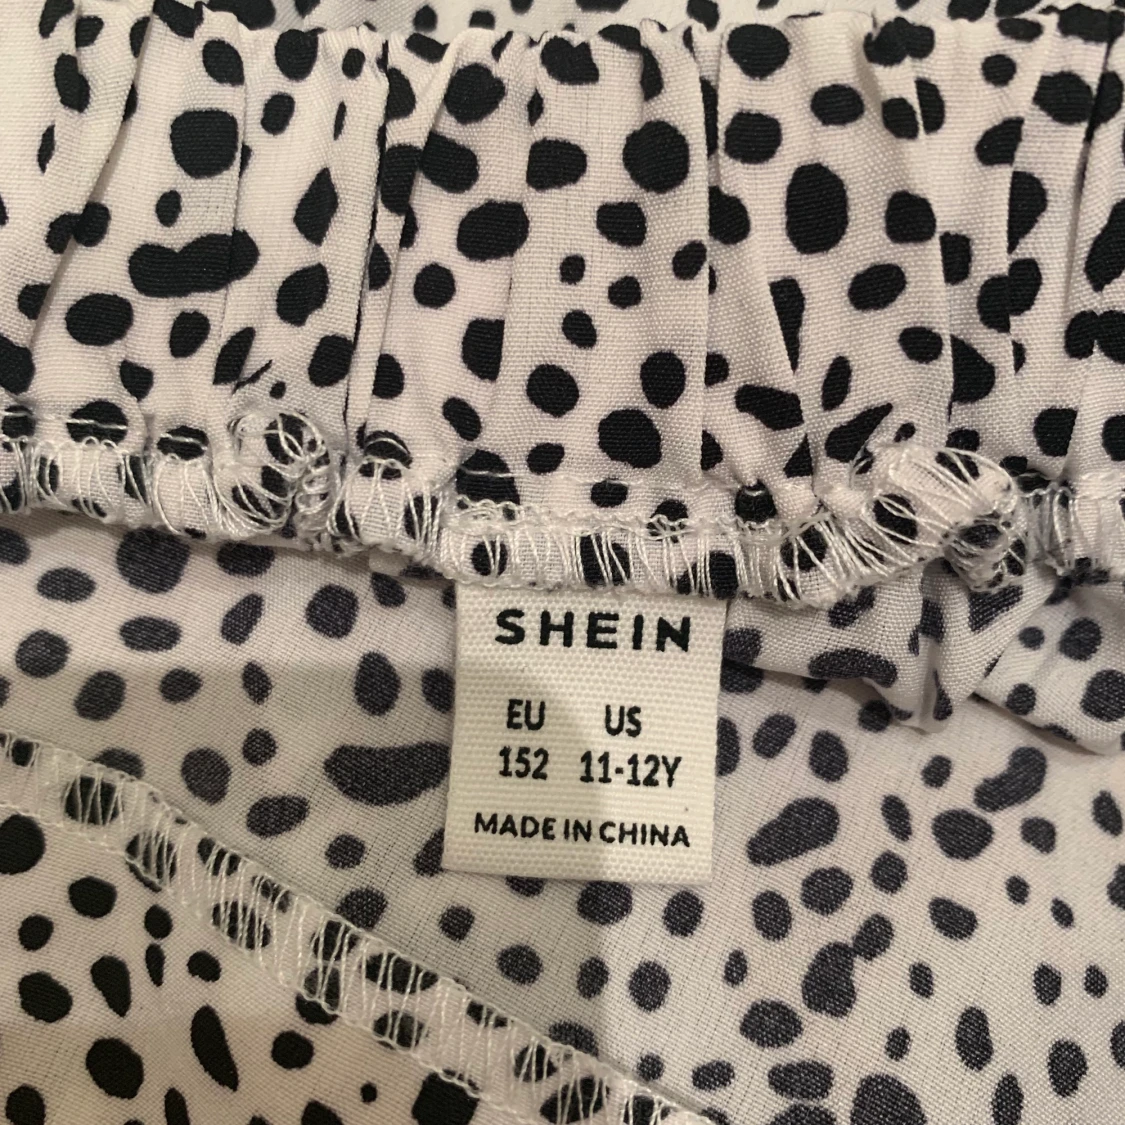 SHEIN
EU US
152 11-12Y
MADE IN CHINA